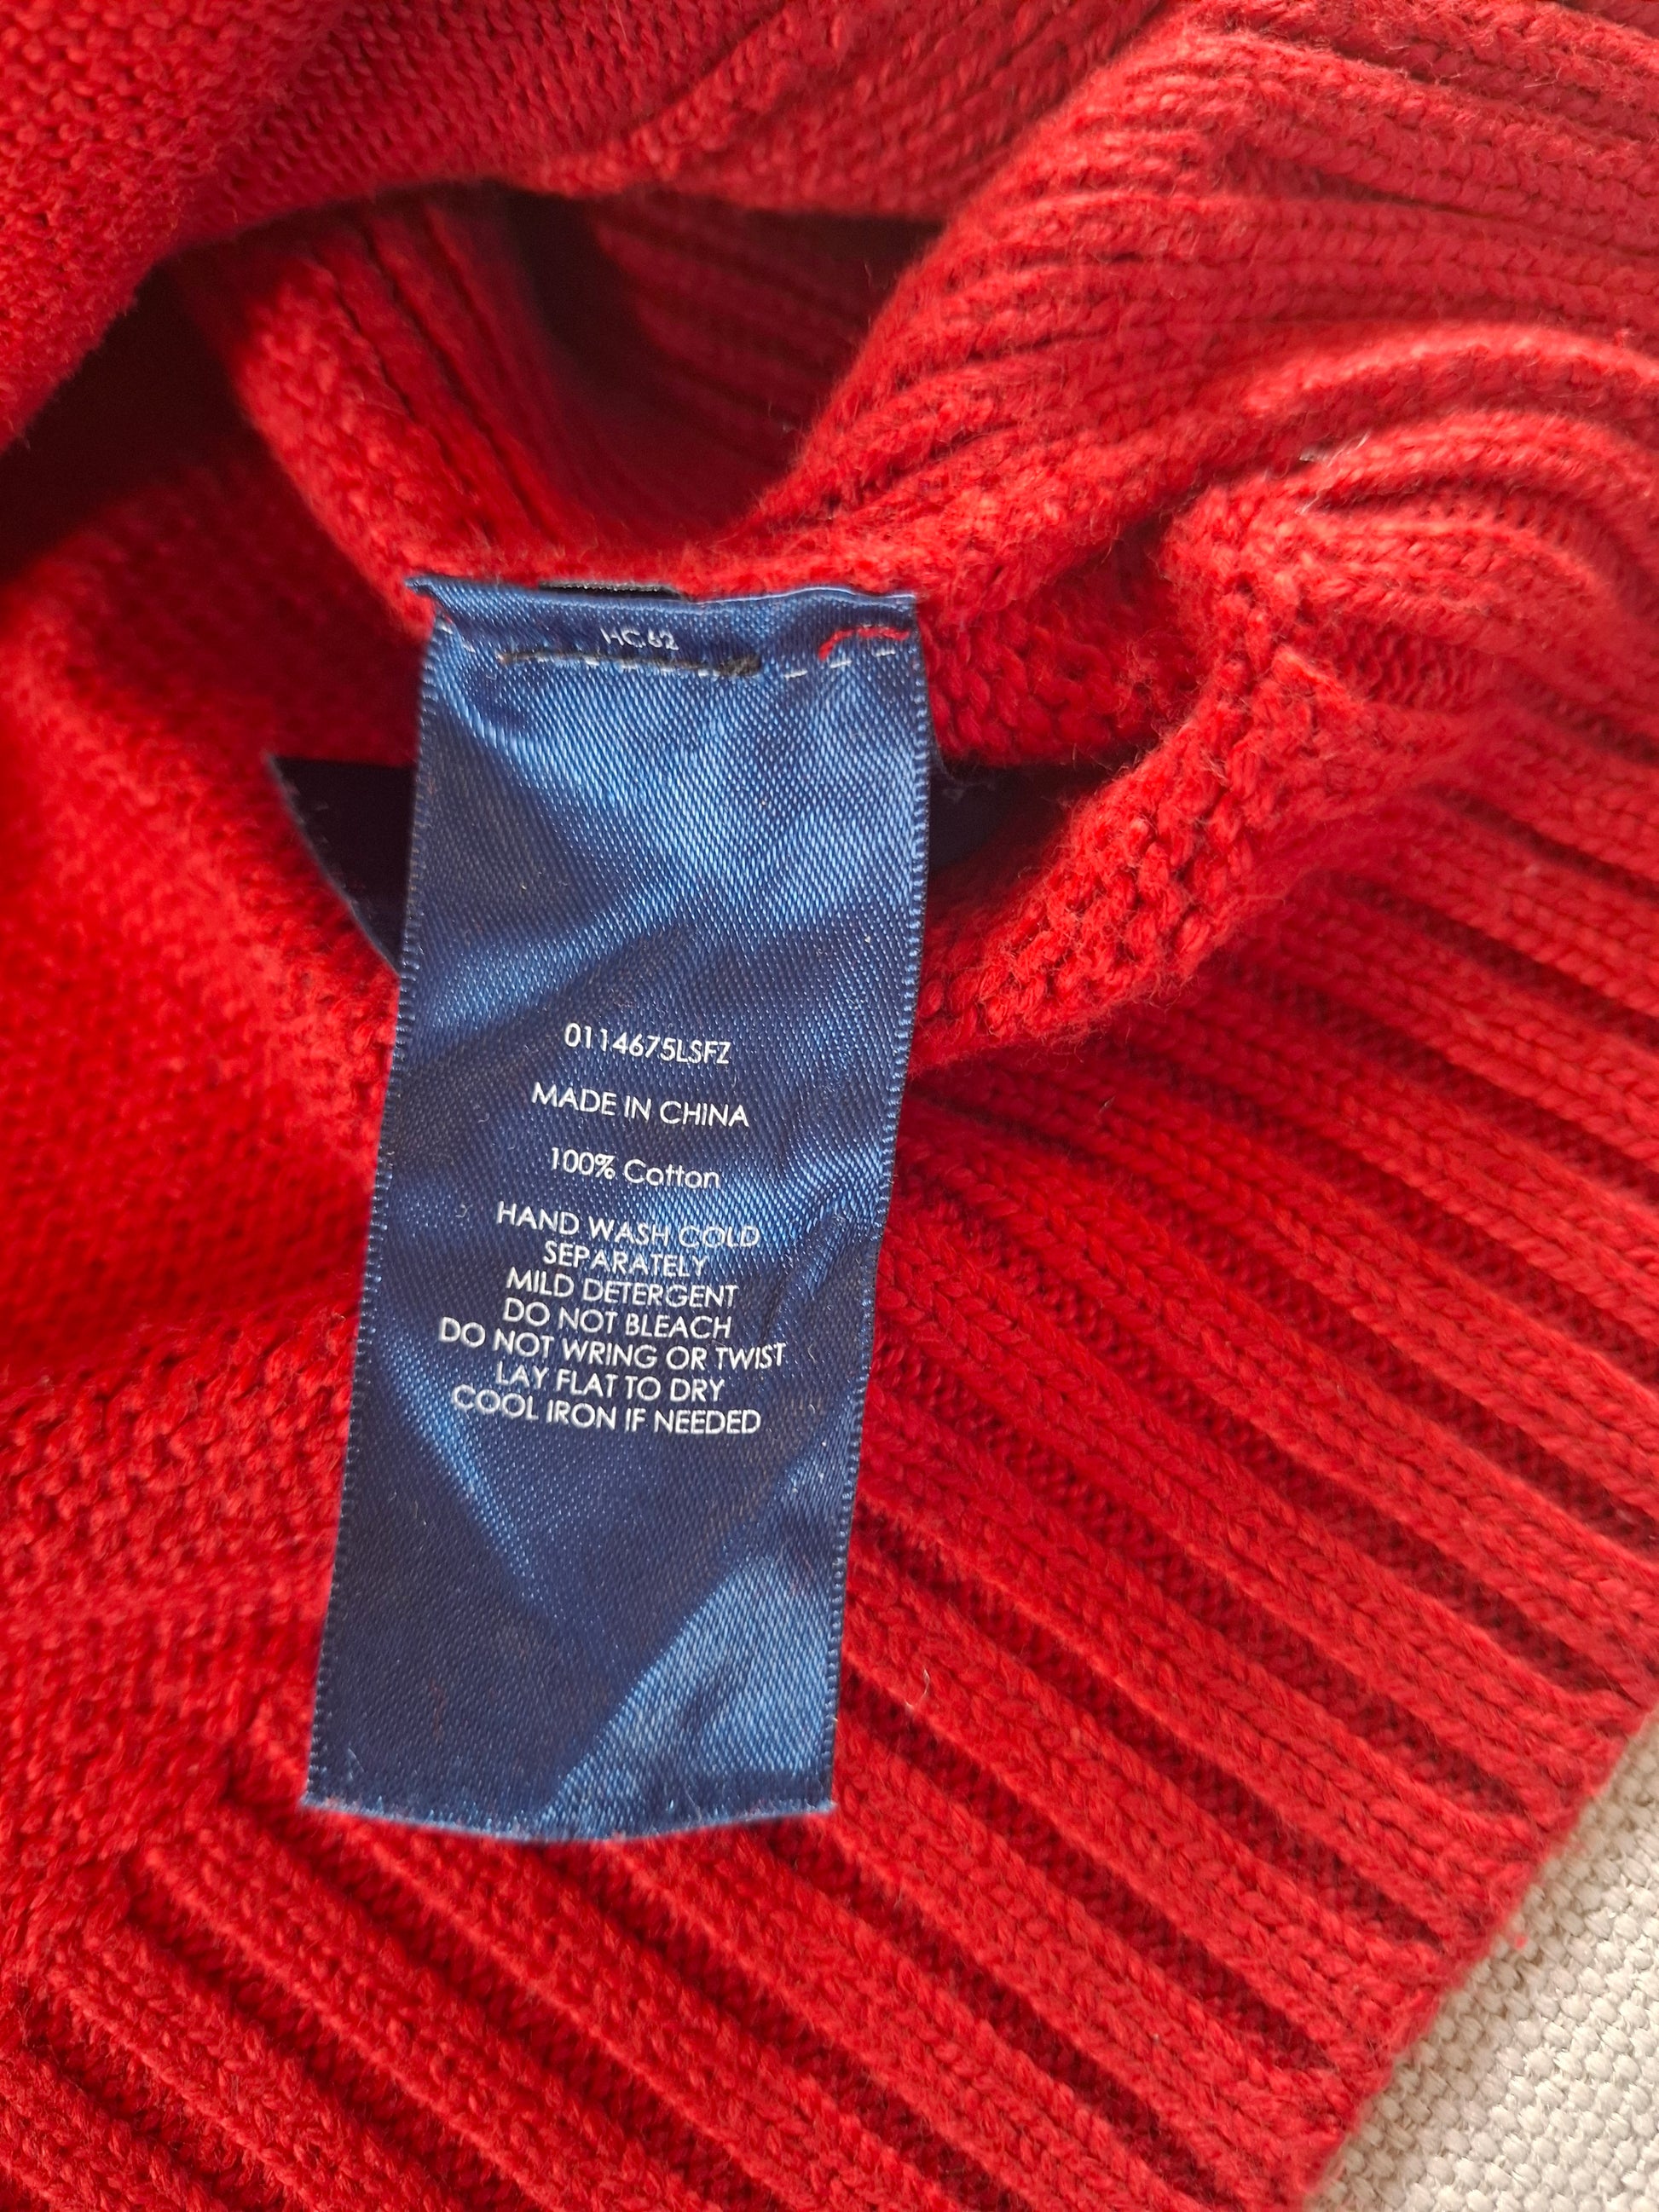 HC62
0114675LSFZ
MADE IN CHINA
100% Cotton
HAND WASH COLD
SEPARATELY
MILD DETERGENT
DO NOT BLEACH
DO NOT WRING OR TWIST
LAY FLAT TO DRY
COOL IRON IF NEEDED